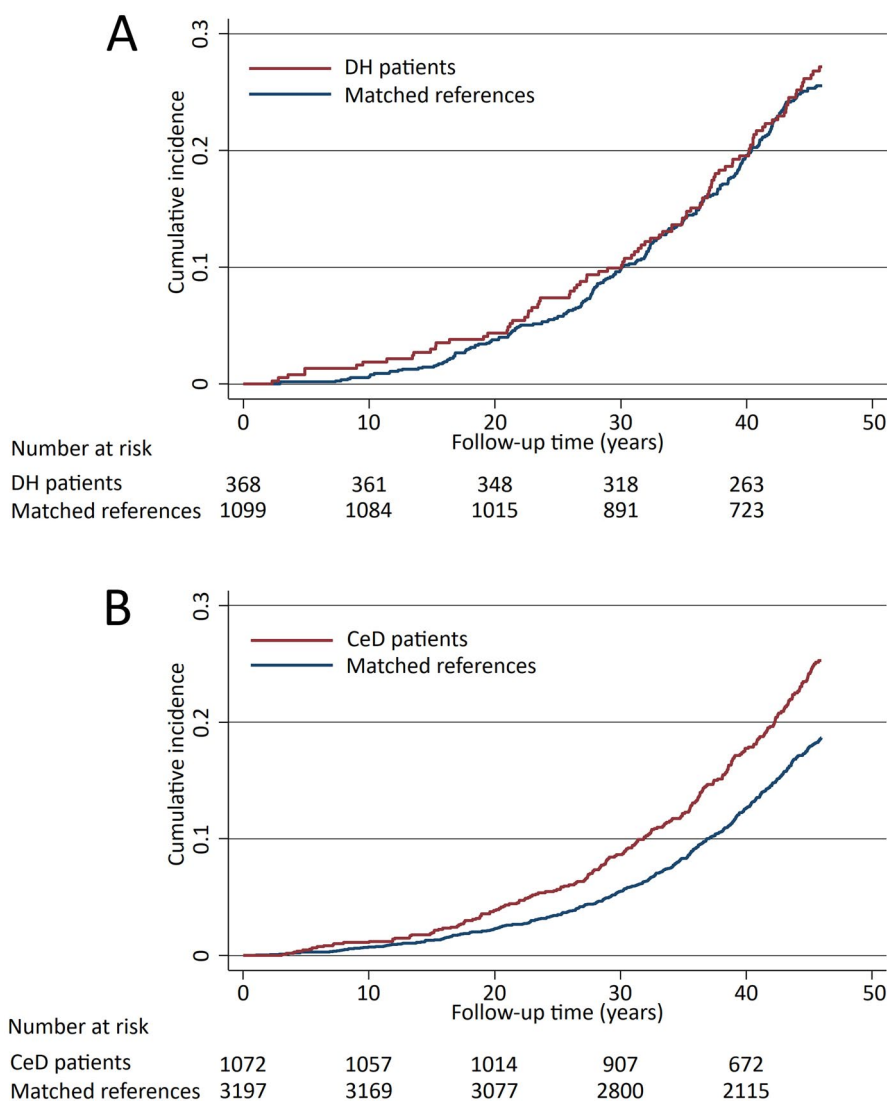 A
0.3
DH patients
Matched references
0.2
Cumulative incidence
0.1
0
0 10 20 30 40 50
Follow-up time (years)
Number at risk
DH patients 368 361 348 318 263
Matched references 1099 1084 1015 891 723
B
0.3
CeD patients
Matched references
0.2
Cumulative incidence
0.1
0
0 10 20 30 40 50
Follow-up time (years)
Number at risk
CeD patients 1072 1057 1014 907 672
Matched references 3197 3169 3077 2800 2115